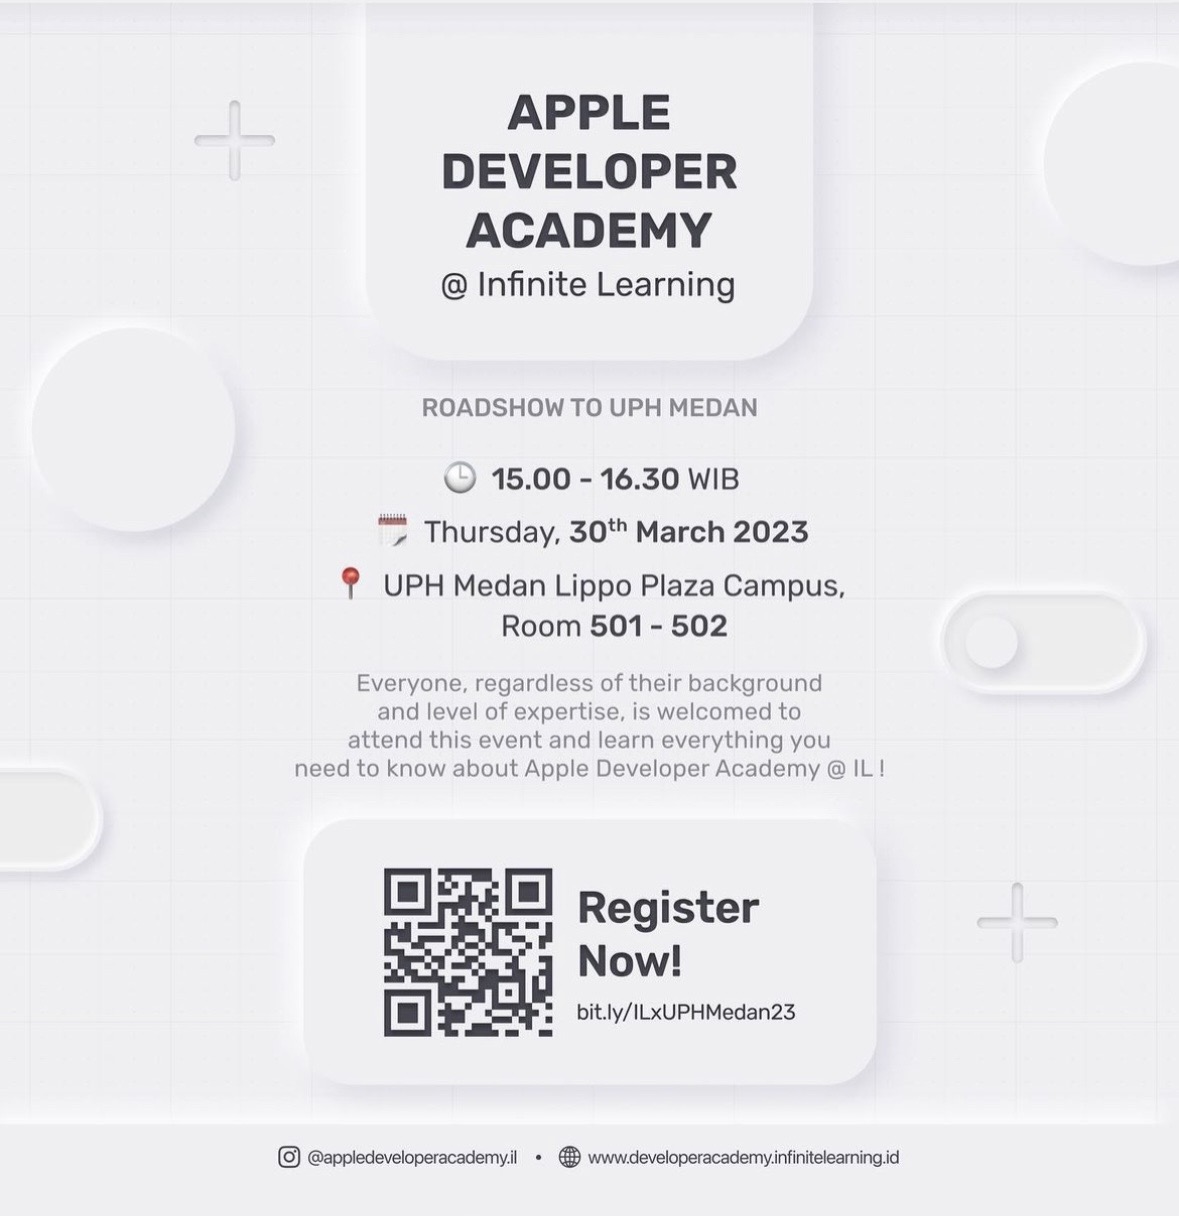 APPLE
DEVELOPER
ACADEMY
@ Infinite Learning
ROADSHOW TO UPH MEDAN
15.00 - 16.30 WIB
Thursday, 30th March 2023
UPH Medan Lippo Plaza Campus,
Room 501 - 502
Everyone, regardless of their background
and level of expertise, is welcomed to
attend this event and learn everything you
need to know about Apple Developer Academy @ IL !
Register
Now!
bit.ly/ILxUPHMedan23
@appledeveloperacademy.il • www.developeracademy.infinitelearning.id